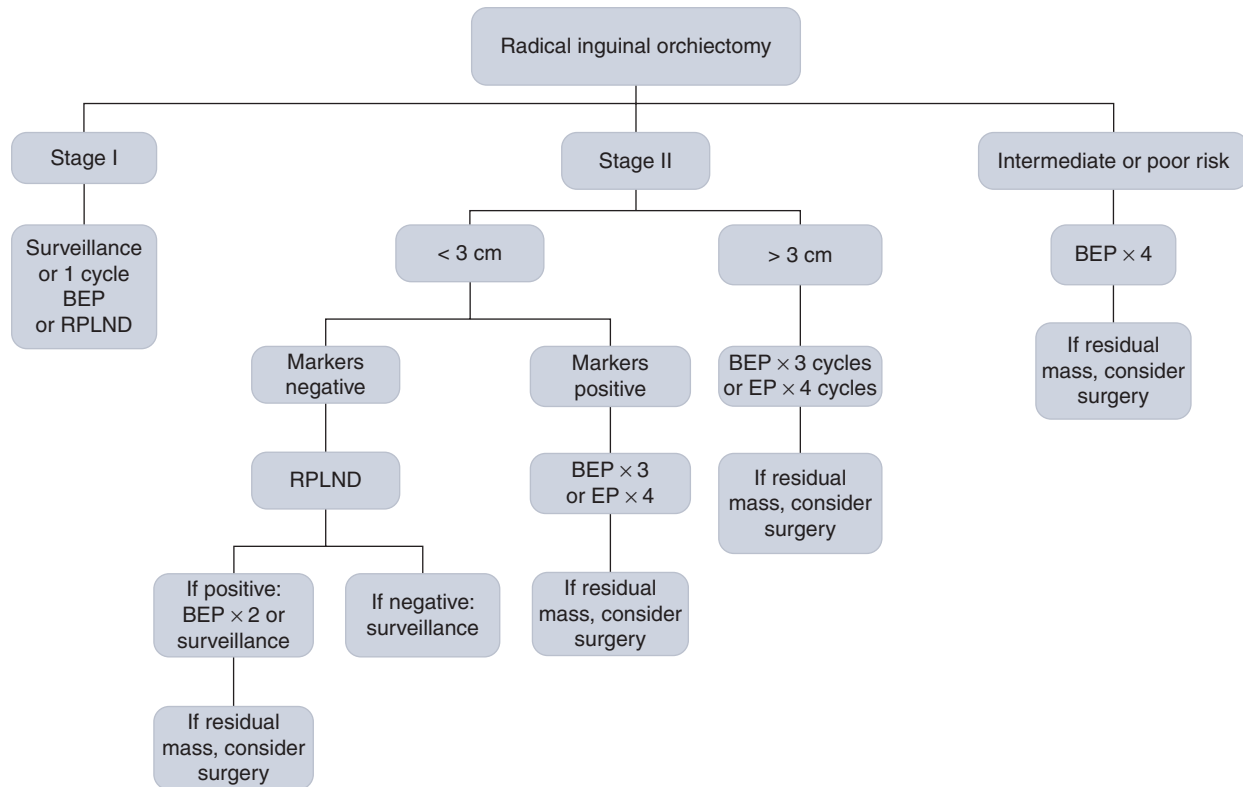 Radical inguinal orchiectomy
Stage I
Stage II
Intermediate or poor risk
Surveillance
or 1 cycle
BEP
or RPLND
< 3 cm
> 3 cm
BEP × 4
Markers
negative
Markers
positive
BEP × 3 cycles
or EP × 4 cycles
If residual
mass, consider
surgery
RPLND
BEP × 3
or EP × 4
If residual
mass, consider
surgery
If positive:
BEP × 2 or
surveillance
If negative:
surveillance
If residual
mass, consider
surgery
If residual
mass, consider
surgery